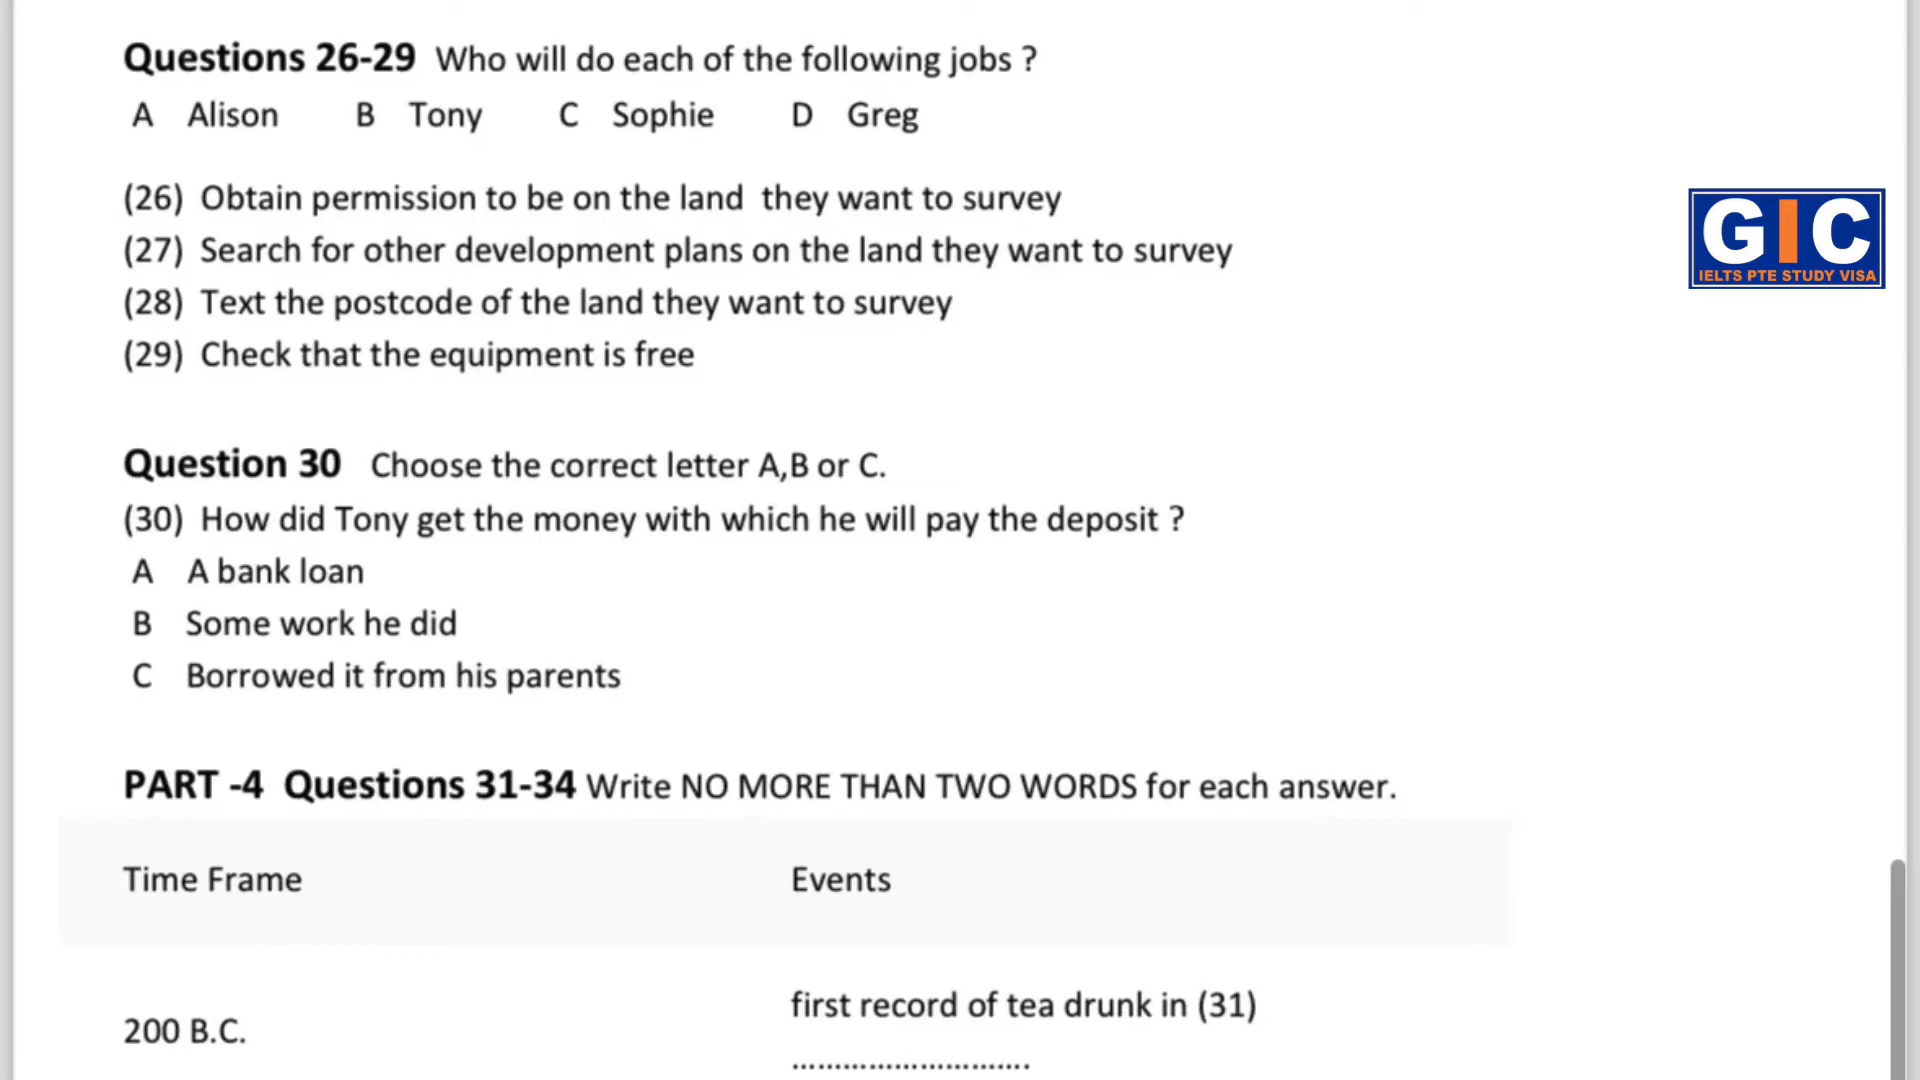 Questions 26-29 Who will do each of the following jobs ?
A Alison B Tony C Sophie D Greg
(26) Obtain permission to be on the land they want to survey
(27) Search for other development plans on the land they want to survey
(28) Text the postcode of the land they want to survey
(29) Check that the equipment is free
GIC
IELTS PTE STUDY VISA
Question 30 Choose the correct letter A,B or C.
(30) How did Tony get the money with which he will pay the deposit ?
A A bank loan
B Some work he did
C Borrowed it from his parents
PART -4 Questions 31-34 Write NO MORE THAN TWO WORDS for each answer.
Time Frame Events
first record of tea drunk in (31)
200 B.C.
............................